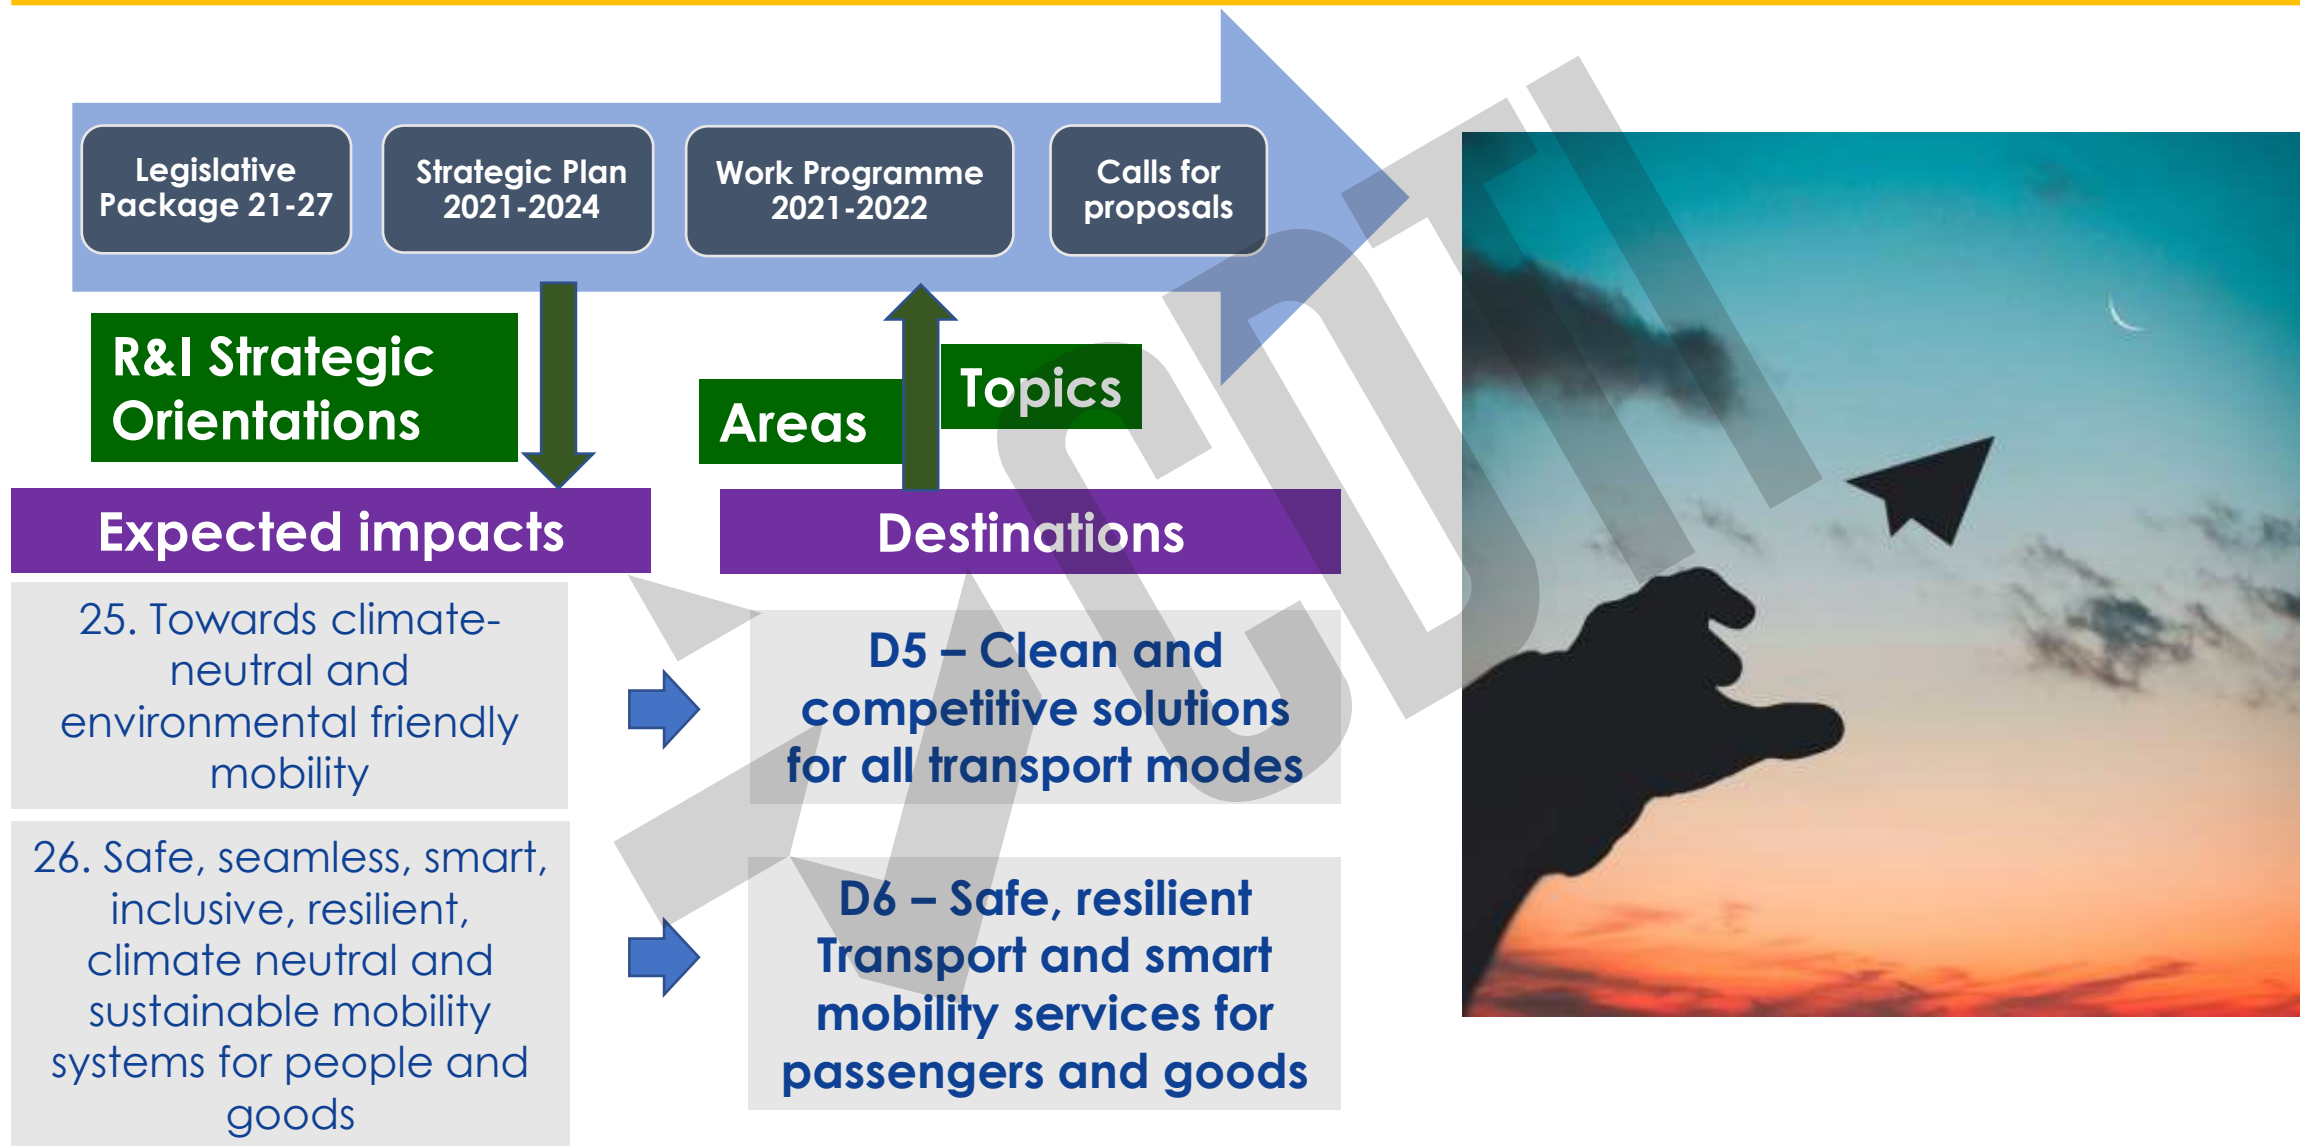 Legislative
Package 21-27
Strategic Plan
2021-2024
Work Programme
2021-2022
Calls for
proposals
R&I Strategic
Orientations
Areas
Topics
Expected impacts
Destinations
25. Towards climate-
neutral and
environmental friendly
mobility
D5 – Clean and
competitive solutions
for all transport modes
26. Safe, seamless, smart,
inclusive, resilient,
climate neutral and
sustainable mobility
systems for people and
goods
D6 – Safe, resilient
Transport and smart
mobility services for
passengers and goods
CDTI